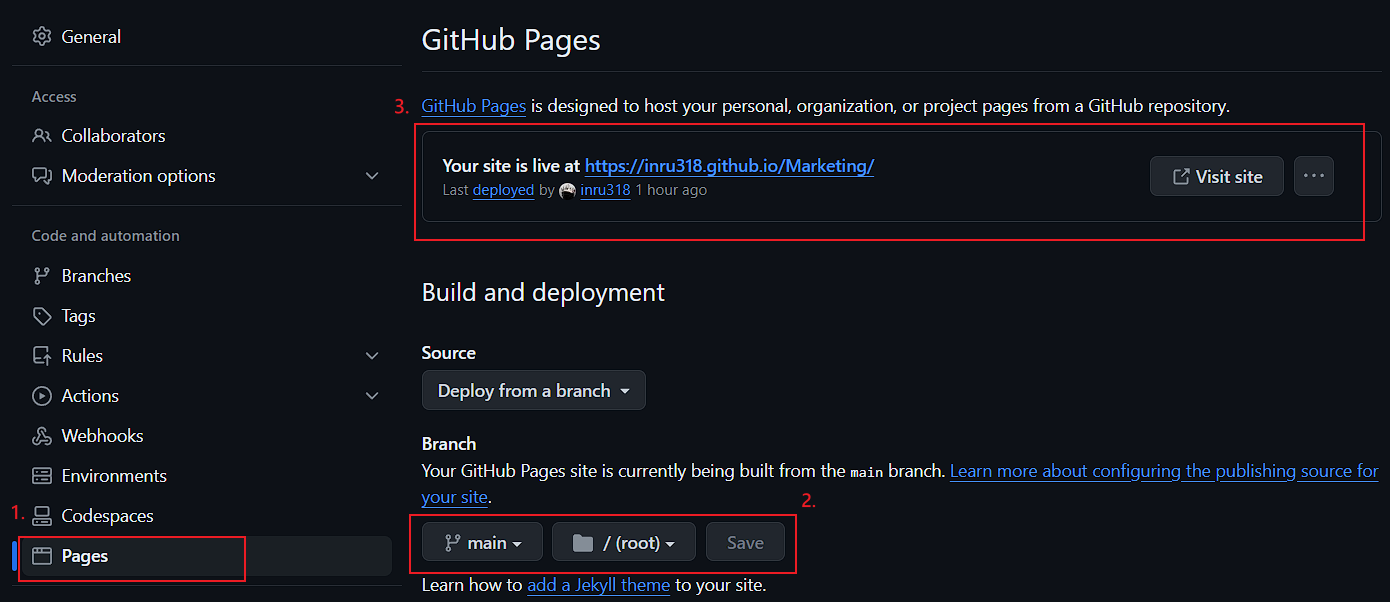 General
Access
Collaborators
Moderation options
Code and automation
Branches
Tags
Rules
Actions
Webhooks
Environments
1.
Codespaces
Pages
GitHub Pages
3.
GitHub Pages is designed to host your personal, organization, or project pages from a GitHub repository.
Your site is live at https://inru318.github.io/Marketing/
Last deployed by inru318 1 hour ago
Visit site
Build and deployment
Source
Deploy from a branch
Branch
Your GitHub Pages site is currently being built from the main branch. Learn more about configuring the publishing source for
your site.
2.
main
/ (root)
Save
Learn how to add a Jekyll theme to your site.